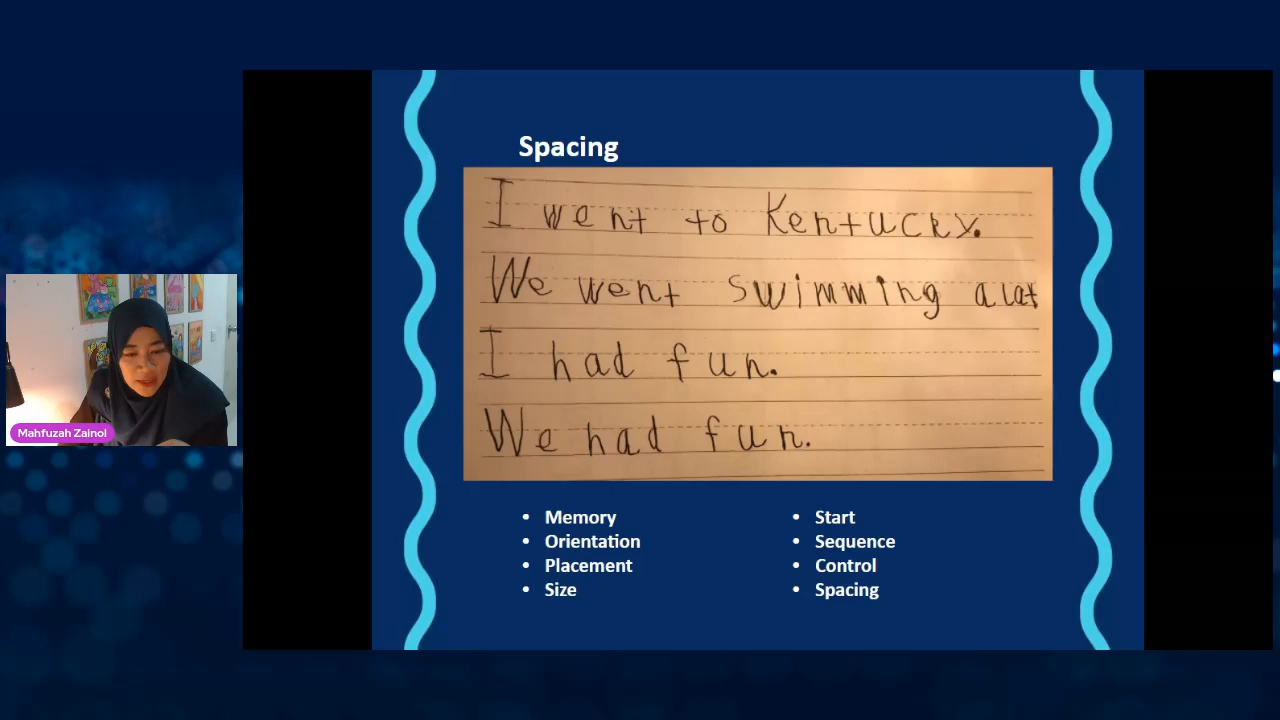 Spacing
I went to Kentucky.
We went swimming alat
I had fun.
We had fun.
Mahfuzah Zainol
• Memory
• Orientation
• Placement
• Size
• Start
• Sequence
• Control
• Spacing